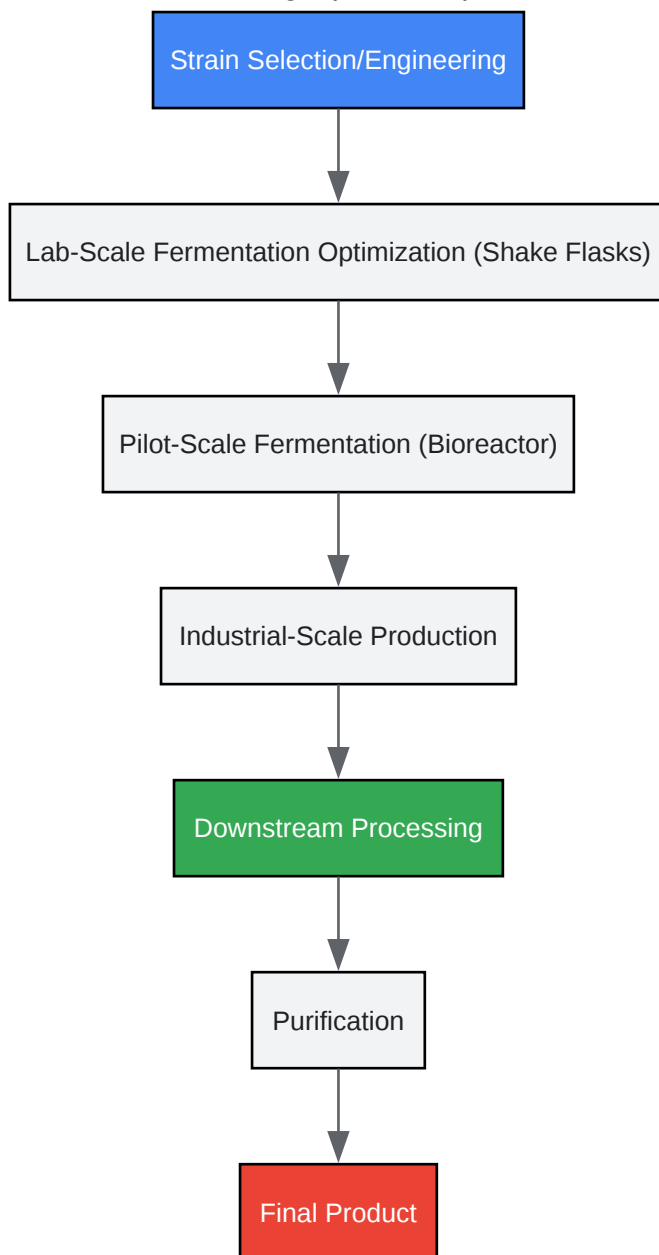 Strain Selection/Engineering
Lab-Scale Fermentation Optimization (Shake Flasks)
Pilot-Scale Fermentation (Bioreactor)
Industrial-Scale Production
Downstream Processing
Purification
Final Product